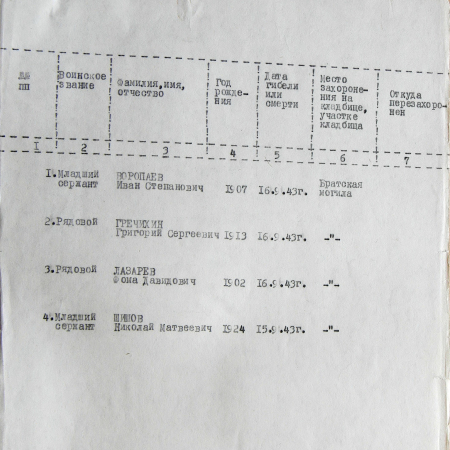 №№ пп
Воинское звание
Фамилия,имя, отчество
Год рожде- ния
Дата гибели или смерти
Место захороне- ния на кладбище, участке кладбища
Откуда перезахоро- нен
1 2 3 4 5 6 7
1.Младший ВОРОПАЕВ
сержант Иван Степанович 1907 16.9.43г. Братская могила
2.Рядовой ГРЕЧИХИН
Григорий Сергеевич 1913 16.9.43г. -"-
3.Рядовой ЛАЗАРЕВ
Фома Давидович 1902 16.9.43г. -"-
4.Младший ШИШОВ
сержант Николай Матвеевич 1924 15.9.43г. -"-